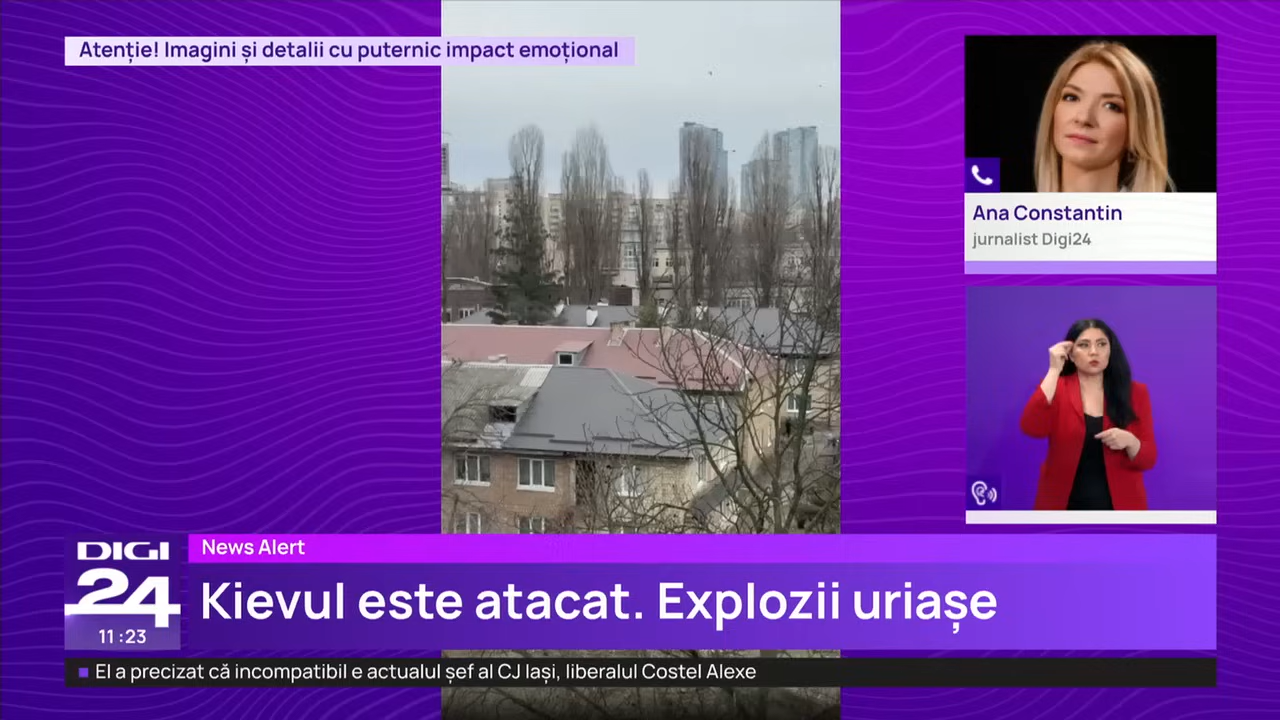 Atenție! Imagini și detalii cu puternic impact emoțional
Ana Constantin
jurnalist Digi24
DIGI
24
11:23
News Alert
Kievul este atacat. Explozii uriașe
El a precizat că incompatibil e actualul șef al CJ Iași, liberalul Costel Alexe